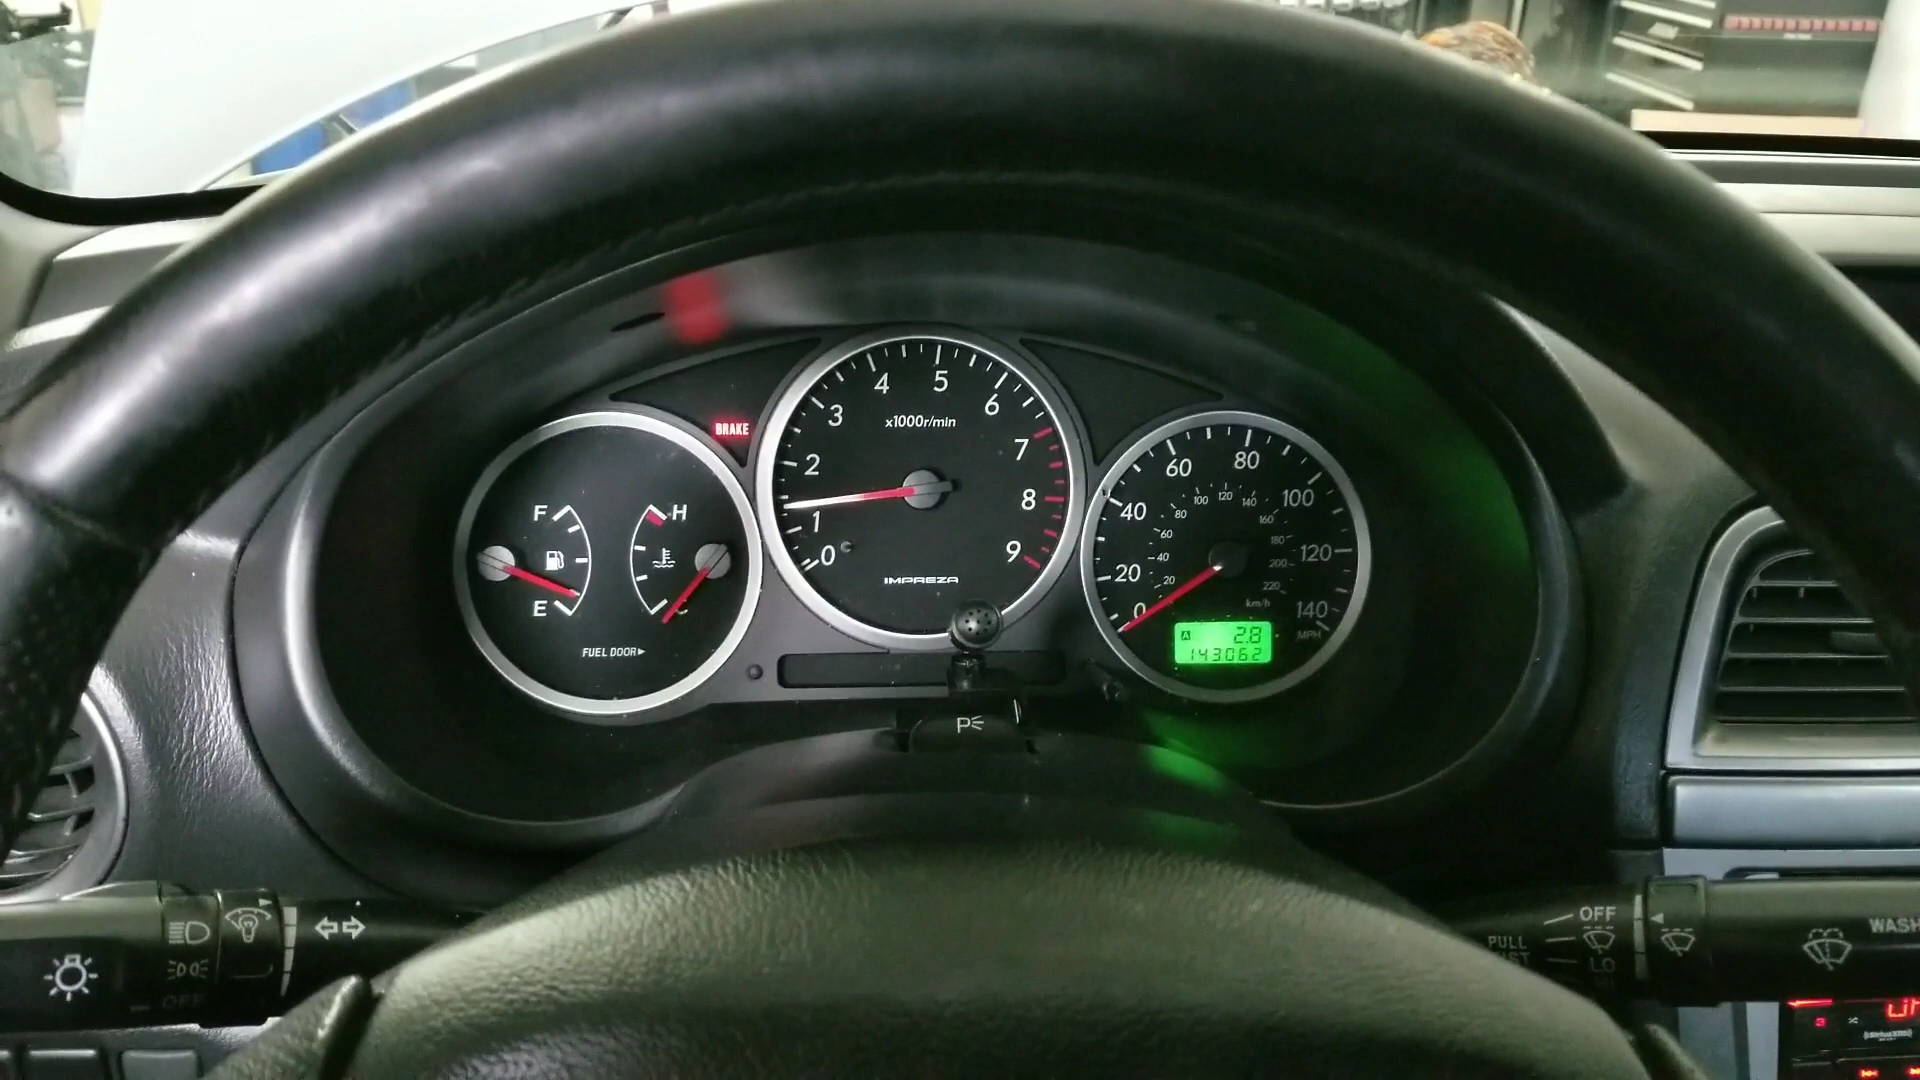 BRAKE
F
E
H
C
FUEL DOOR▸
0
1
2
3
4
5
6
7
8
9
x1000r/min
IMPREZA
0
20
40
60
80
100
120
140
MPH
20
40
60
80
100
120
140
160
180
200
220
km/h
A 2.8
143062
P
OFF
OFF
PULL
LO
WASH
3